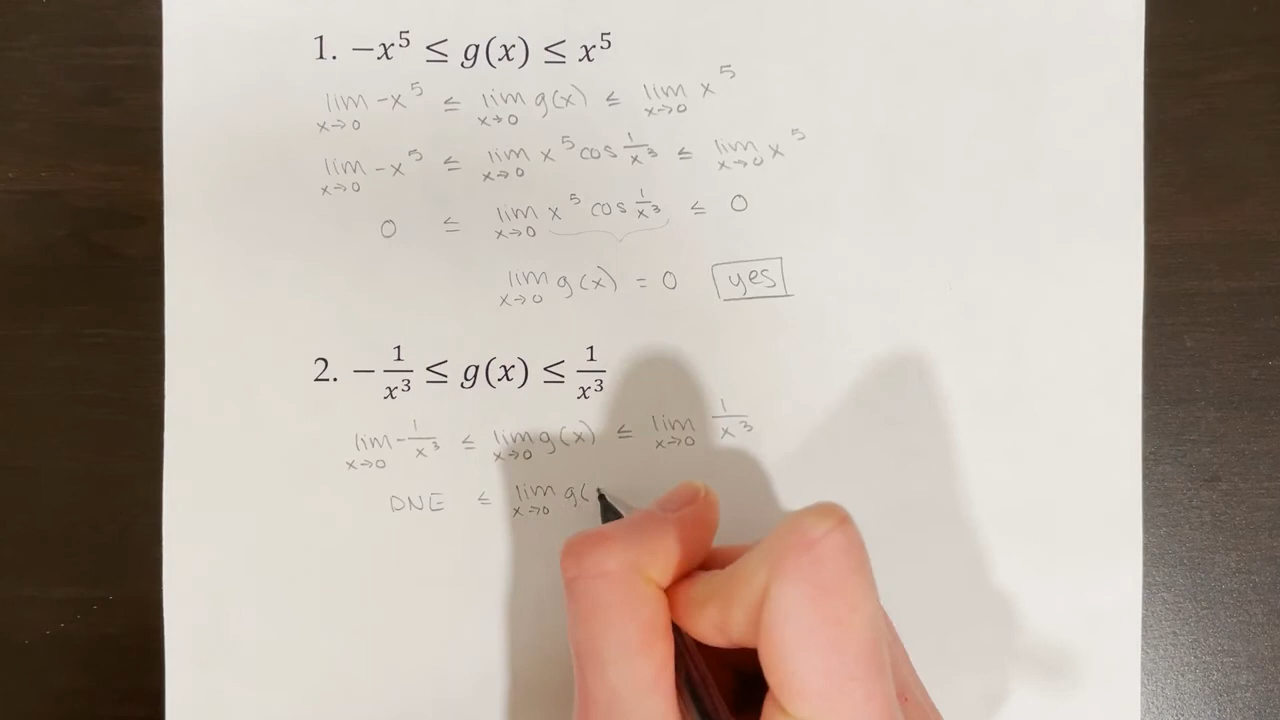 1. −x⁵ ≤ g(x) ≤ x⁵
lim x→0 −x⁵ ≤ lim x→0 g(x) ≤ lim x→0 x⁵
lim x→0 −x⁵ ≤ lim x→0 x⁵ cos 1/x³ ≤ lim x→0 x⁵
0 ≤ lim x→0 x⁵ cos 1/x³ ≤ 0
lim x→0 g(x) = 0 yes
2. −1/x³ ≤ g(x) ≤ 1/x³
lim x→0 −1/x³ ≤ lim x→0 g(x) ≤ lim x→0 1/x³
DNE ≤ lim x→0 g(